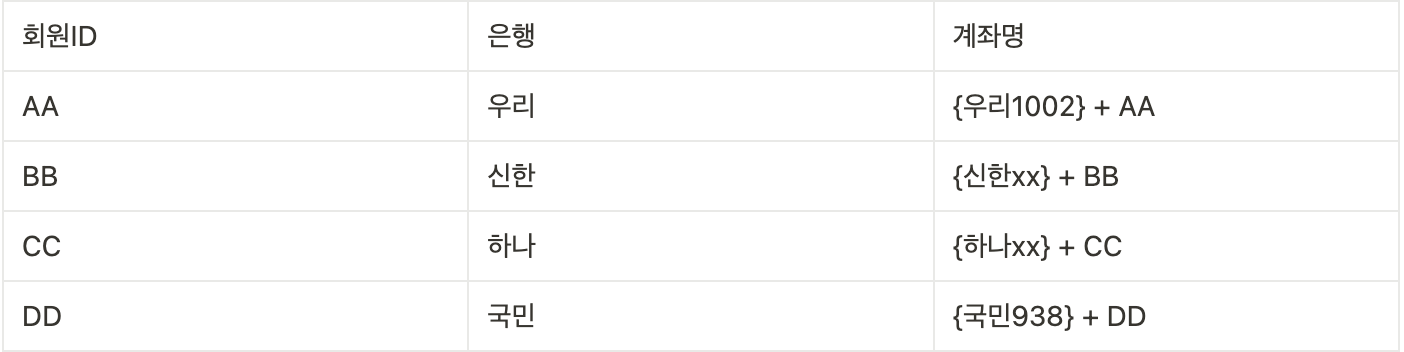 회원ID 은행 계좌명
AA 우리 {우리1002} + AA
BB 신한 {신한xx} + BB
CC 하나 {하나xx} + CC
DD 국민 {국민938} + DD